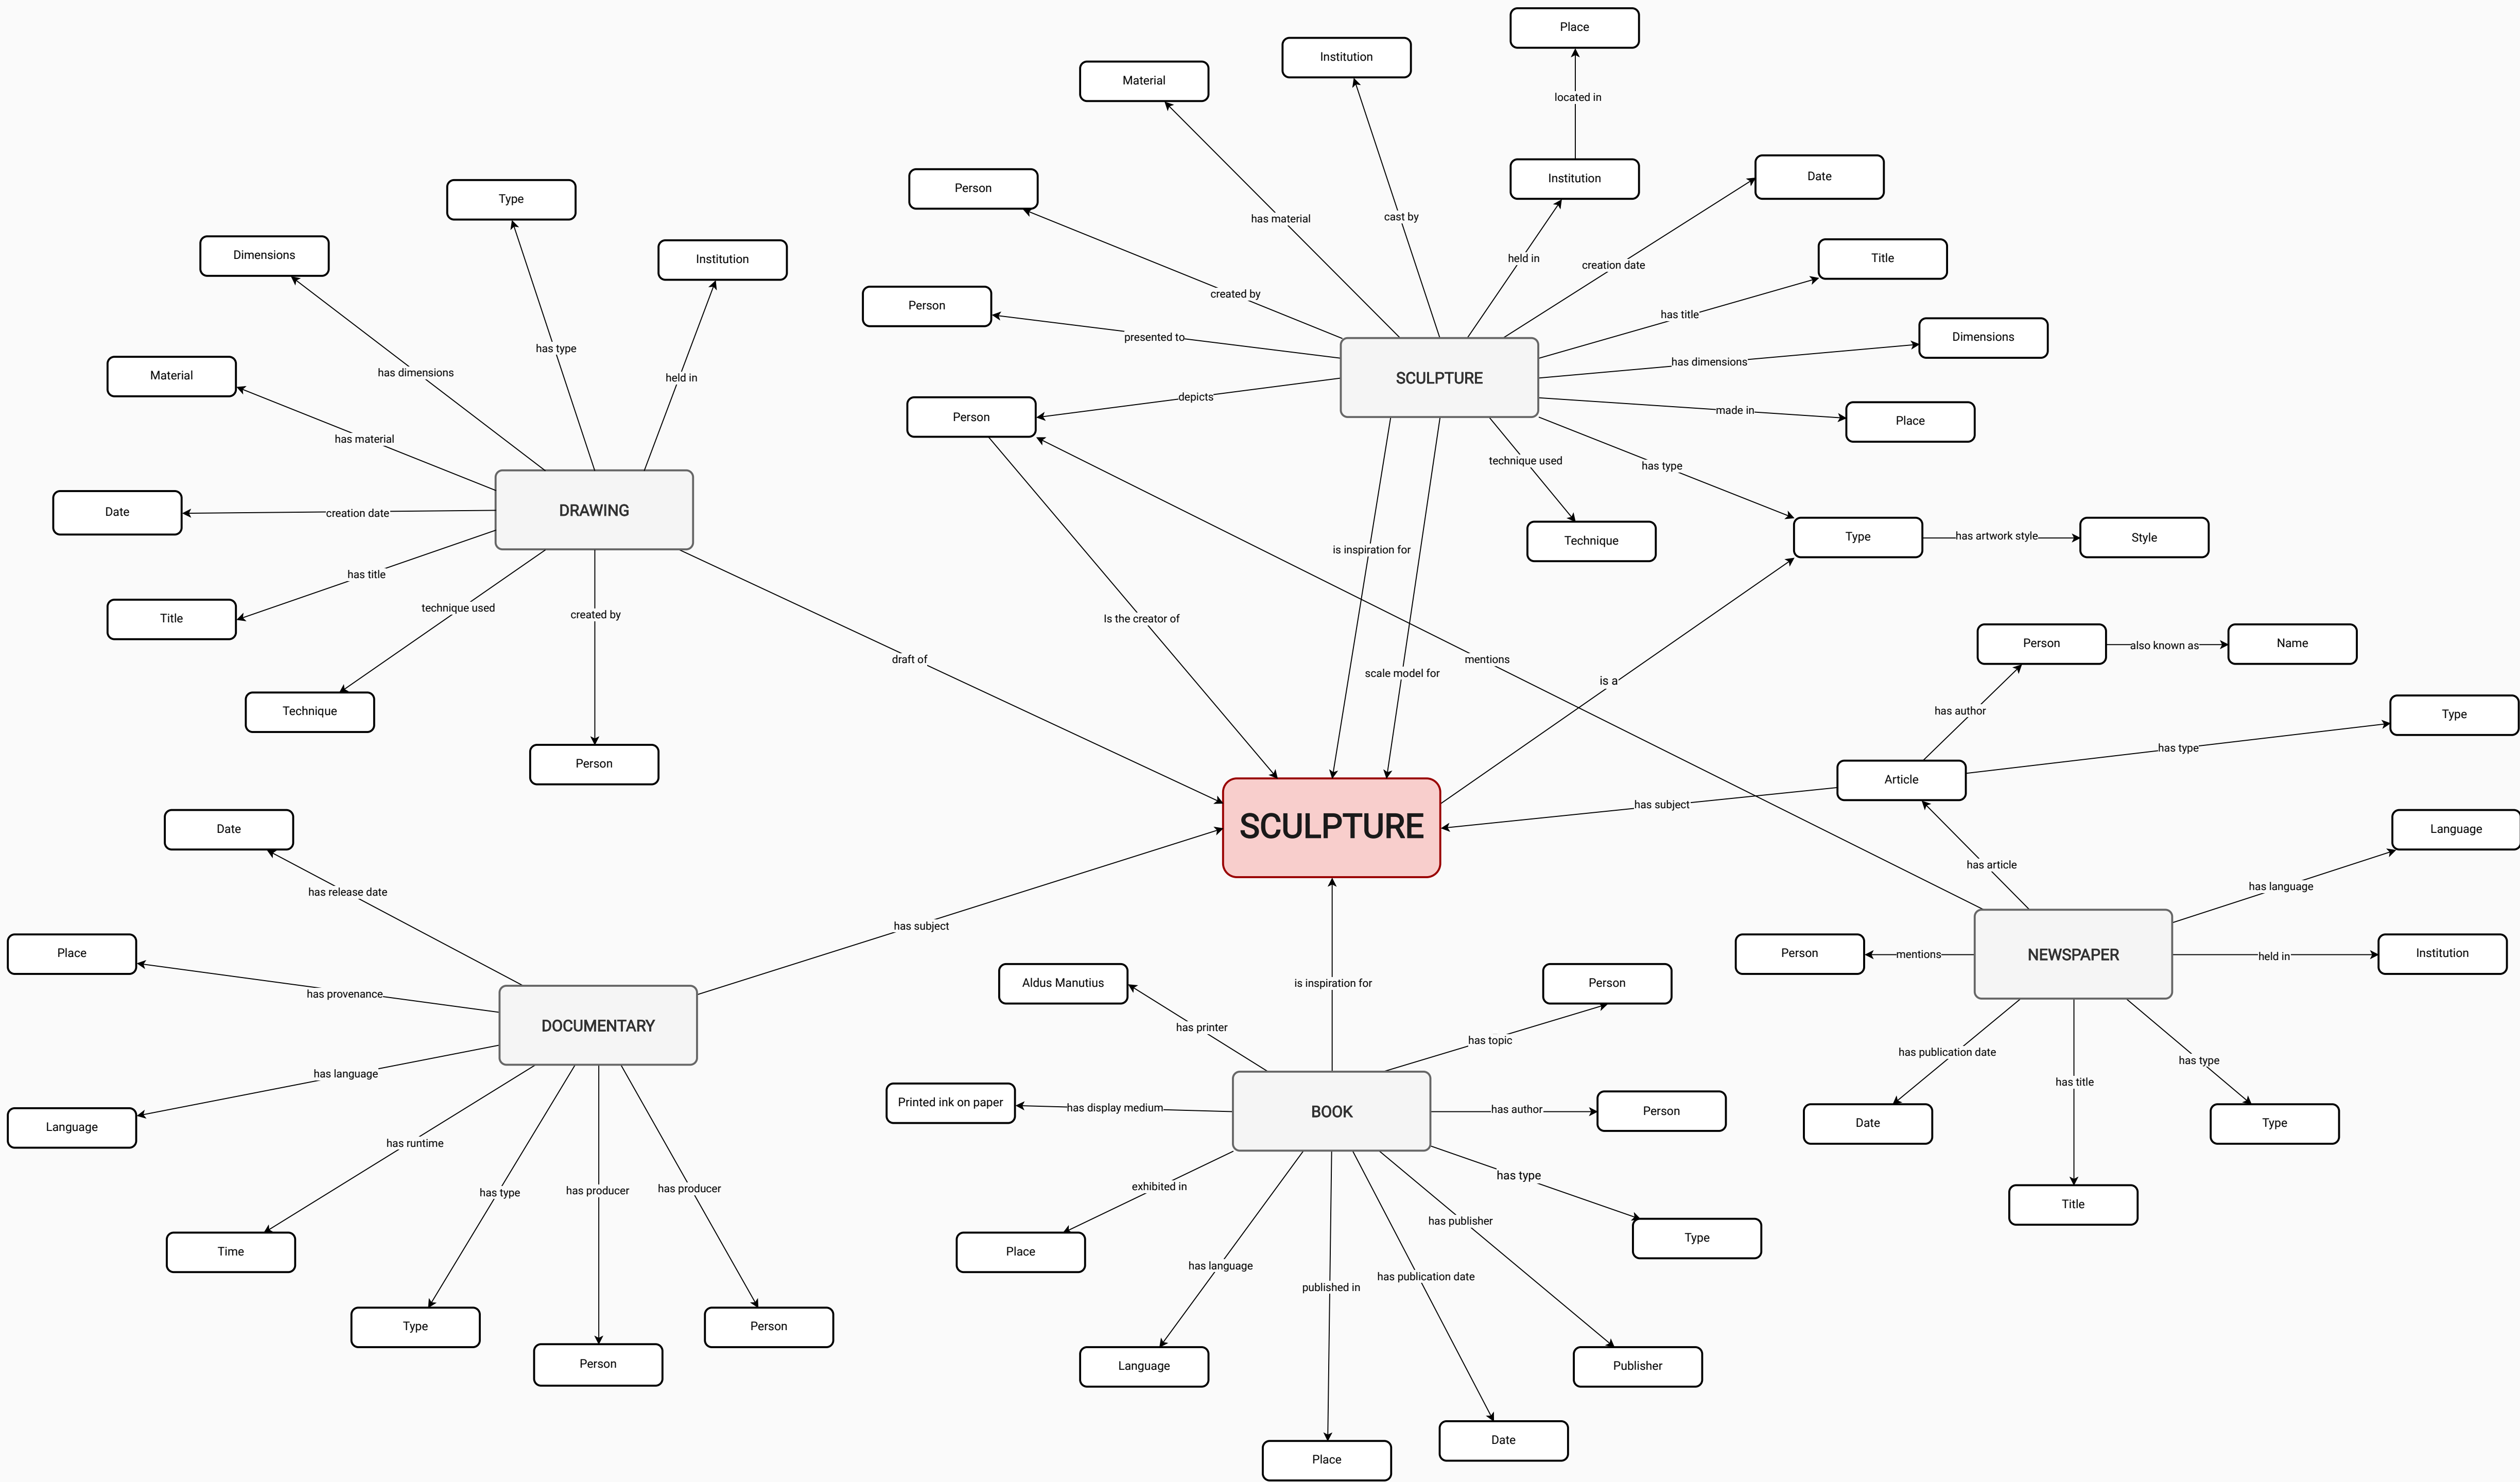 Place
Institution
Material
located in
Institution
Date
Person
Type
has material
cast by
held in
creation date
Title
Dimensions
Institution
created by
Person
presented to
has title
Dimensions
has dimensions
has type
held in
Material
has dimensions
SCULPTURE
depicts
Person
made in
Place
has material
technique used
has type
DRAWING
Date
creation date
Technique
Type
has artwork style
Style
is inspiration for
has title
technique used
created by
Title
Is the creator of
draft of
mentions
scale model for
is a
Person
also known as
Name
has author
Type
has type
Technique
Person
Article
has subject
SCULPTURE
Date
Language
has article
has language
has release date
has subject
Place
has provenance
Person
mentions
NEWSPAPER
held in
Institution
Aldus Manutius
is inspiration for
Person
has printer
has topic
DOCUMENTARY
has publication date
has type
has title
has language
Language
Printed ink on paper
has display medium
BOOK
has author
Person
Date
Type
Title
has runtime
has type
has producer
has producer
exhibited in
has type
has publisher
Type
Time
Place
has language
published in
has publication date
Type
Person
Person
Language
Publisher
Date
Place